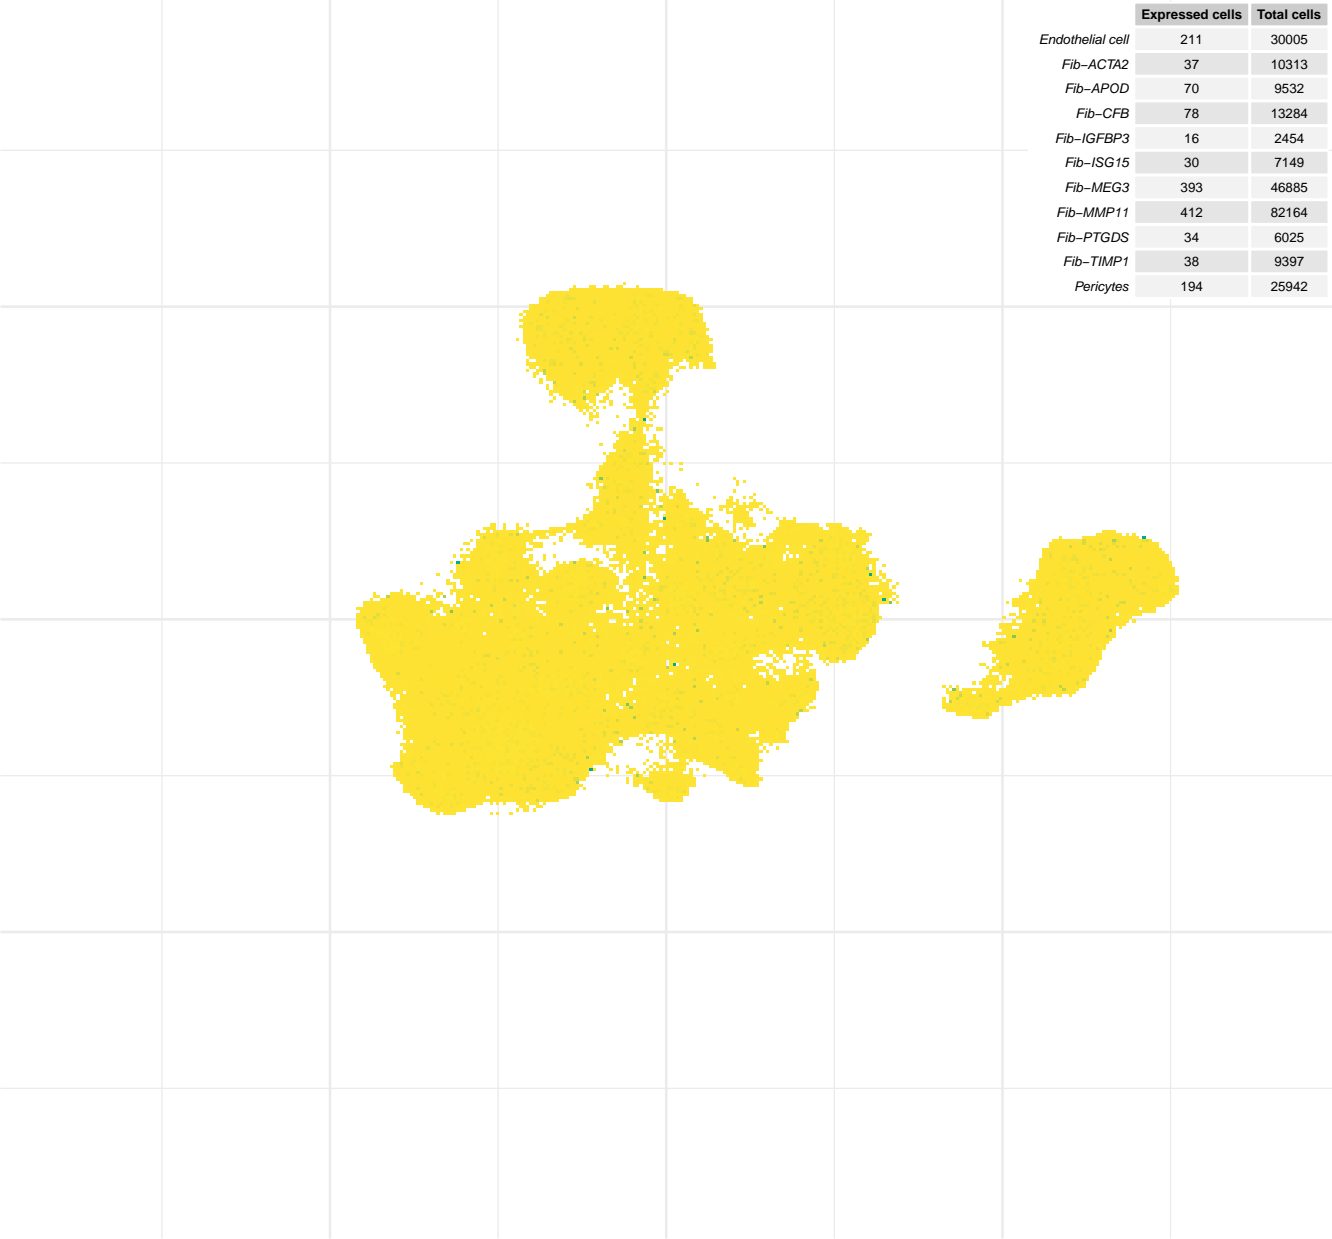 Expressed cells Total cells
Endothelial cell 211 30005
Fib−ACTA2 37 10313
Fib−APOD 70 9532
Fib−CFB 78 13284
Fib−IGFBP3 16 2454
Fib−ISG15 30 7149
Fib−MEG3 393 46885
Fib−MMP11 412 82164
Fib−PTGDS 34 6025
Fib−TIMP1 38 9397
Pericytes 194 25942